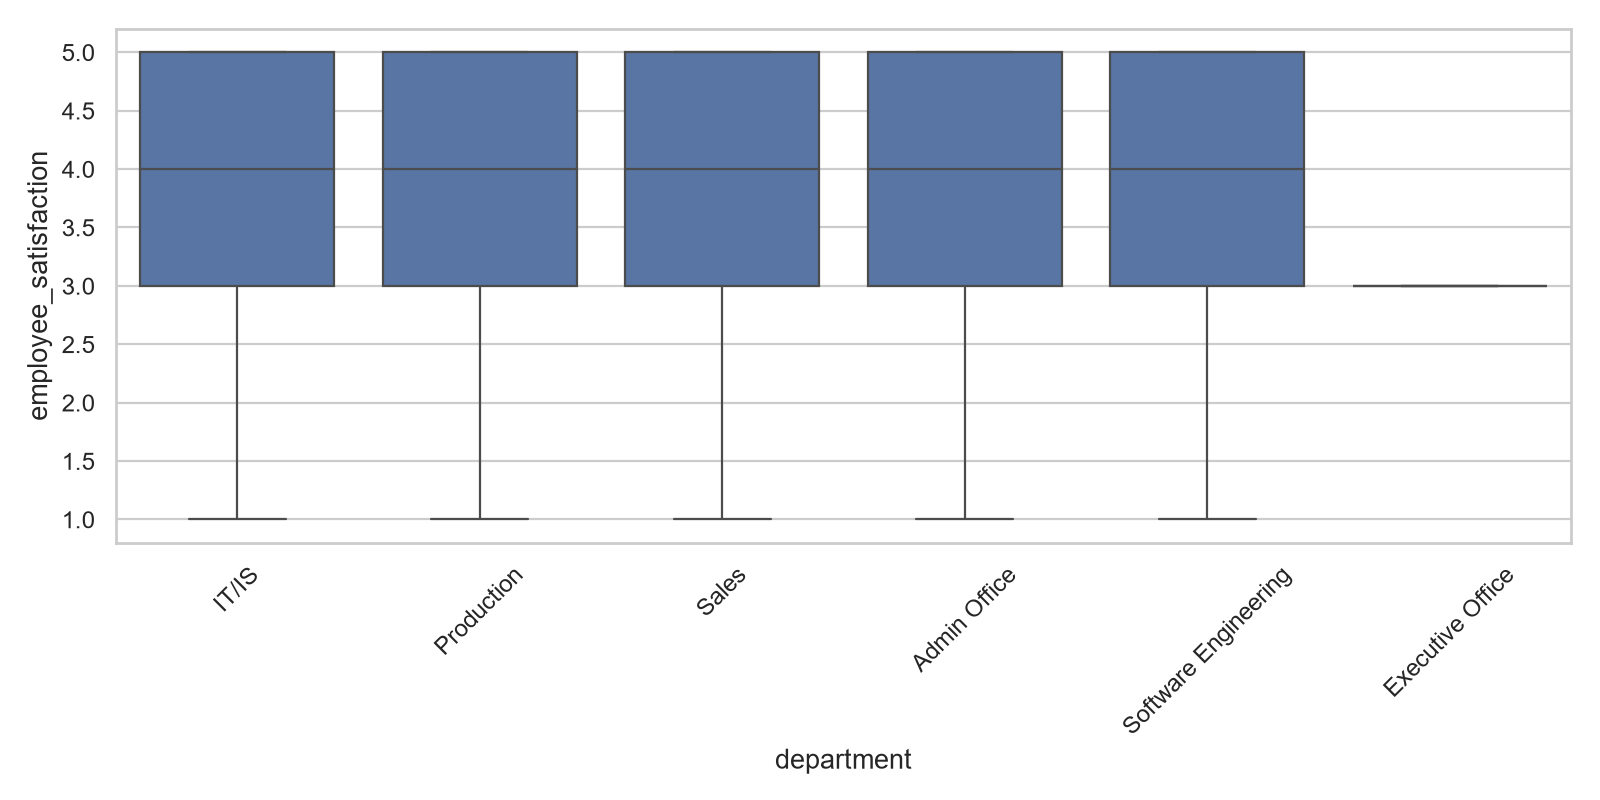 5.0
4.5
4.0
3.5
3.0
2.5
2.0
1.5
1.0
employee_satisfaction
IT/IS
Production
Sales
Admin Office
Software Engineering
Executive Office
department